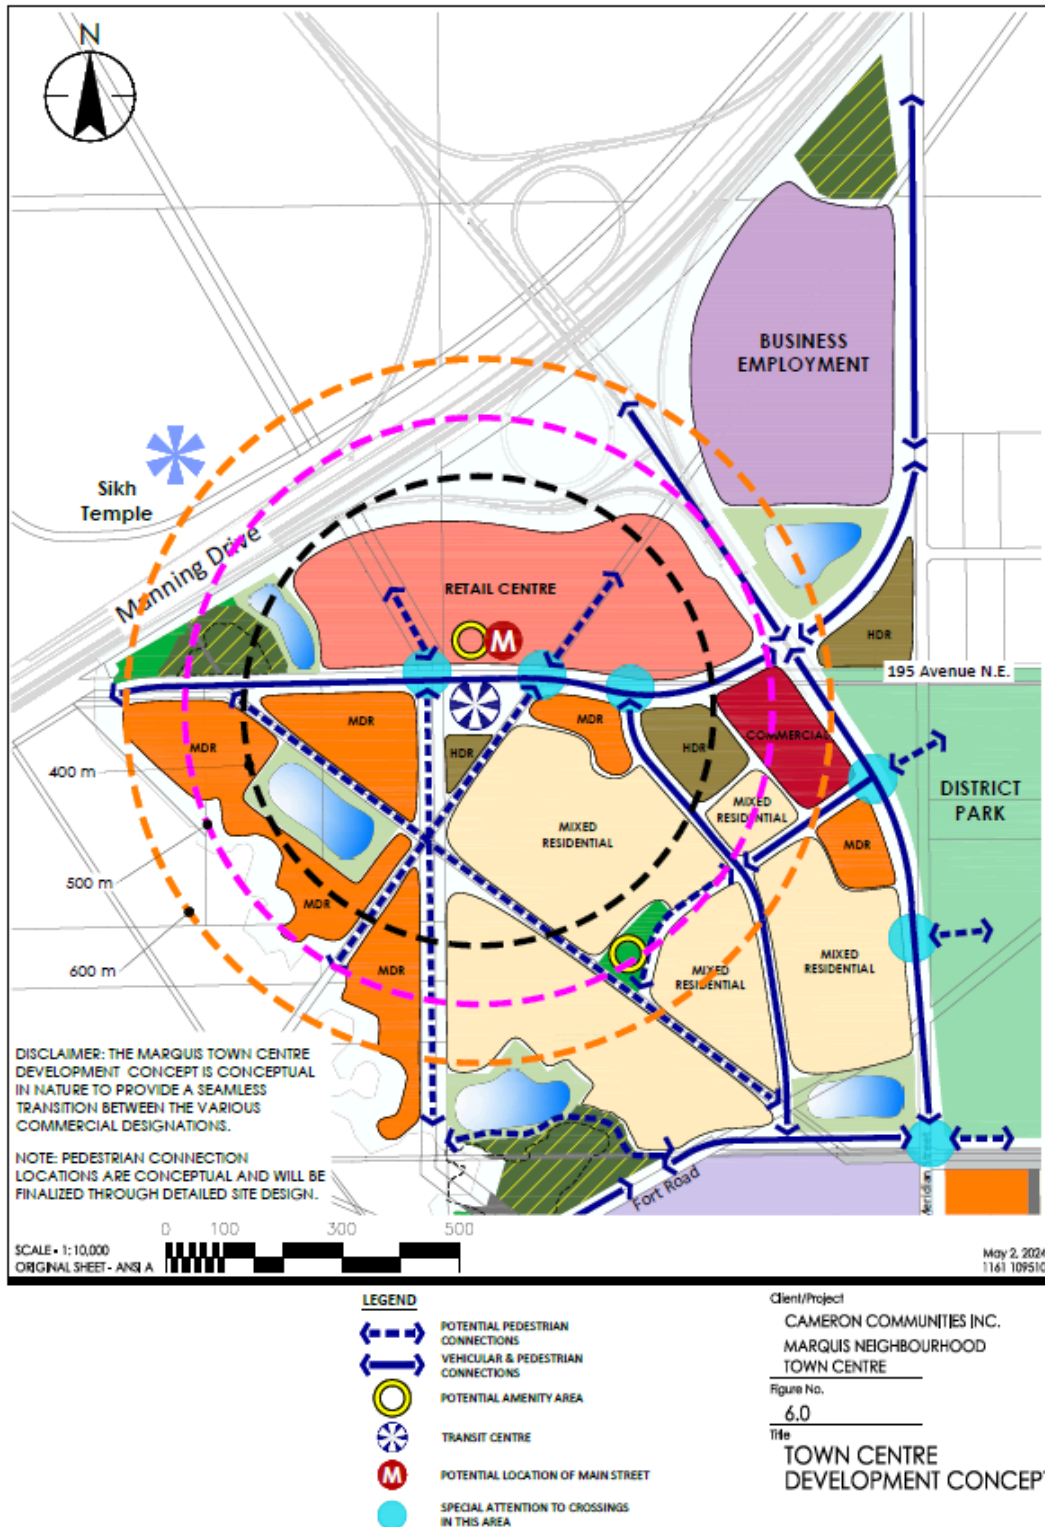 N
BUSINESS
EMPLOYMENT
Sikh
Temple
Manning Drive
RETAIL CENTRE
M
HDR
195 Avenue N.E.
MDR
MDR
MDR
HDR
HDR
COMMERCIAL
400 m
DISTRICT
PARK
MIXED
RESIDENTIAL
MIXED
RESIDENTIAL
MDR
500 m
MDR
600 m
MDR
MIXED
RESIDENTIAL
MIXED
RESIDENTIAL
DISCLAIMER: THE MARQUIS TOWN CENTRE
DEVELOPMENT CONCEPT IS CONCEPTUAL
IN NATURE TO PROVIDE A SEAMLESS
TRANSITION BETWEEN THE VARIOUS
COMMERCIAL DESIGNATIONS.
NOTE: PEDESTRIAN CONNECTION
LOCATIONS ARE CONCEPTUAL AND WILL BE
FINALIZED THROUGH DETAILED SITE DESIGN.
Fort Road
0 100 300 500
SCALE - 1:10,000
ORIGINAL SHEET - ANSI A
May 2, 2024
1161 109510
LEGEND
POTENTIAL PEDESTRIAN
CONNECTIONS
VEHICULAR & PEDESTRIAN
CONNECTIONS
POTENTIAL AMENITY AREA
TRANSIT CENTRE
M
POTENTIAL LOCATION OF MAIN STREET
SPECIAL ATTENTION TO CROSSINGS
IN THIS AREA
Client/Project
CAMERON COMMUNITIES INC.
MARQUIS NEIGHBOURHOOD
TOWN CENTRE
Figure No.
6.0
Title
TOWN CENTRE
DEVELOPMENT CONCEPT